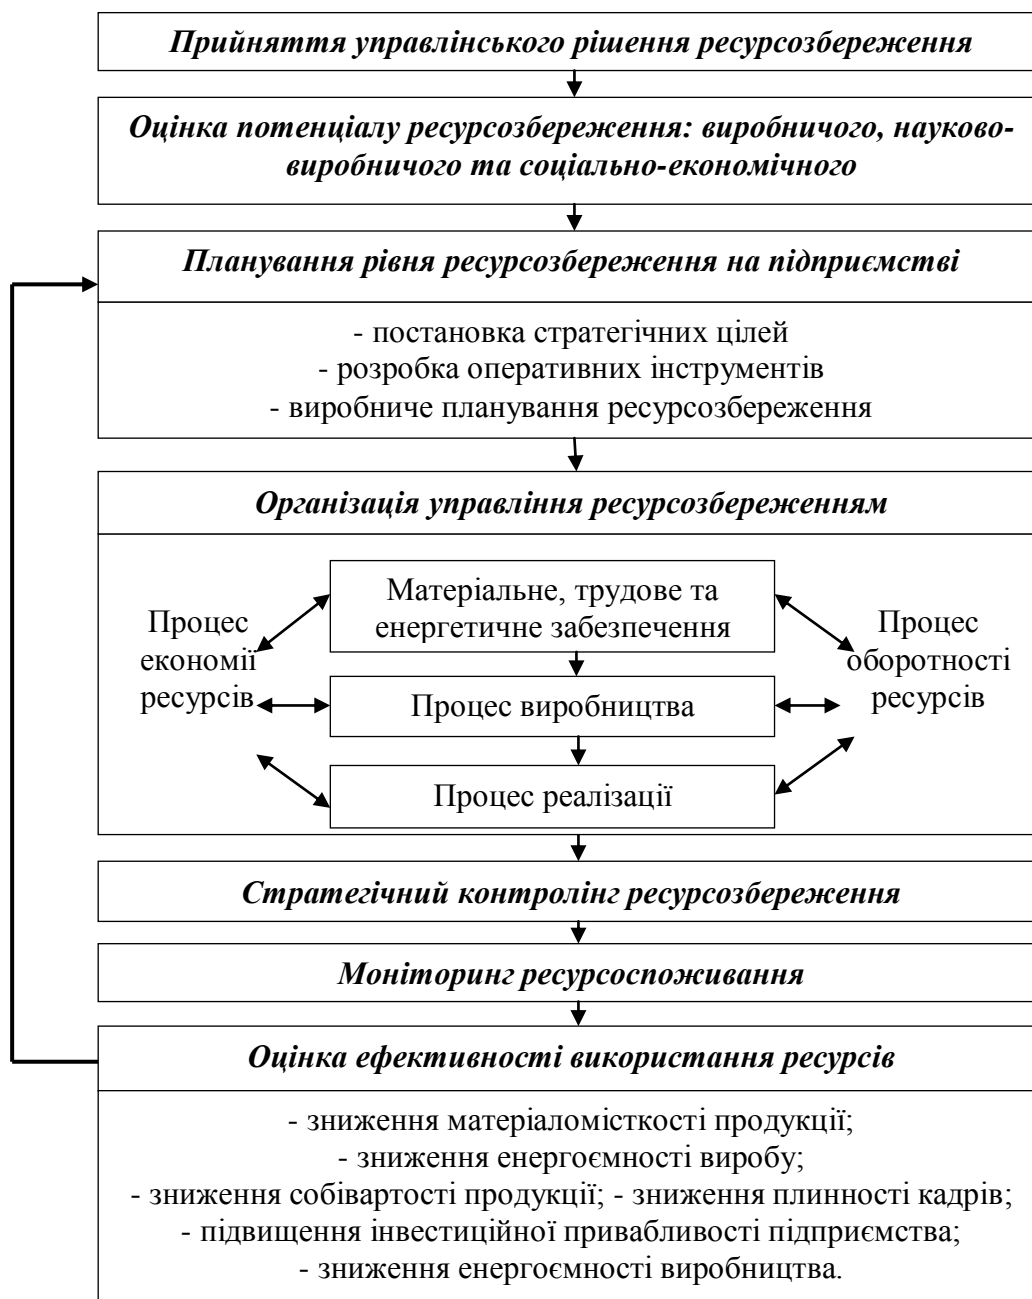 Прийняття управлінського рішення ресурсозбереження
Оцінка потенціалу ресурсозбереження: виробничого, науково-
виробничого та соціально-економічного
Планування рівня ресурсозбереження на підприємстві
- постановка стратегічних цілей
- розробка оперативних інструментів
- виробниче планування ресурсозбереження
Організація управління ресурсозбереженням
Процес
економії
ресурсів
Матеріальне, трудове та
енергетичне забезпечення
Процес виробництва
Процес реалізації
Процес
оборотності
ресурсів
Стратегічний контролінг ресурсозбереження
Моніторинг ресурсоспоживання
Оцінка ефективності використання ресурсів
- зниження матеріаломісткості продукції;
- зниження енергоємності виробу;
- зниження собівартості продукції; - зниження плинності кадрів;
- підвищення інвестиційної привабливості підприємства;
- зниження енергоємності виробництва.